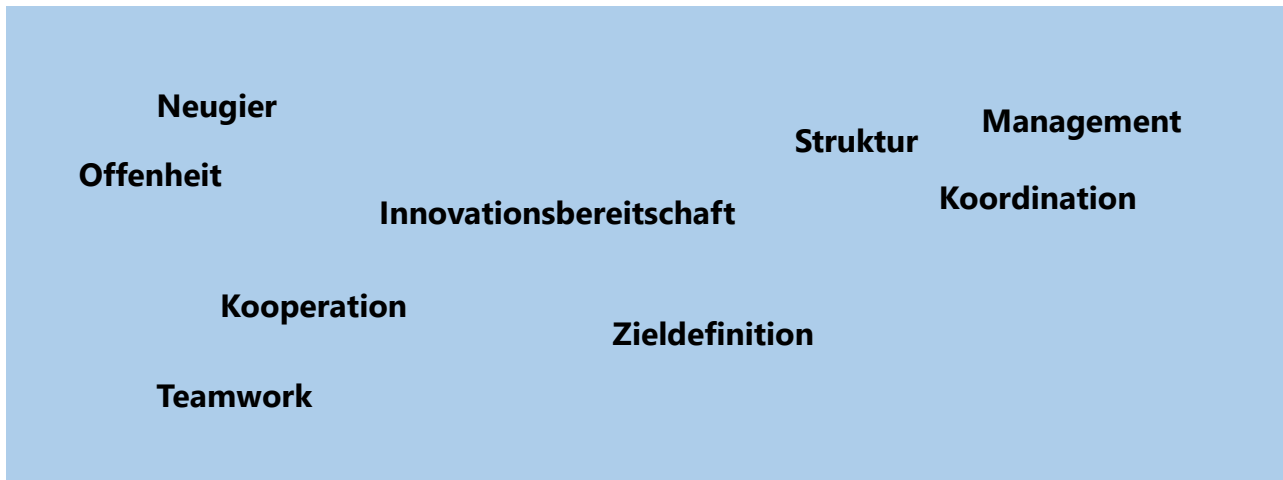 Neugier
Management
Struktur
Offenheit
Koordination
Innovationsbereitschaft
Kooperation
Zieldefinition
Teamwork